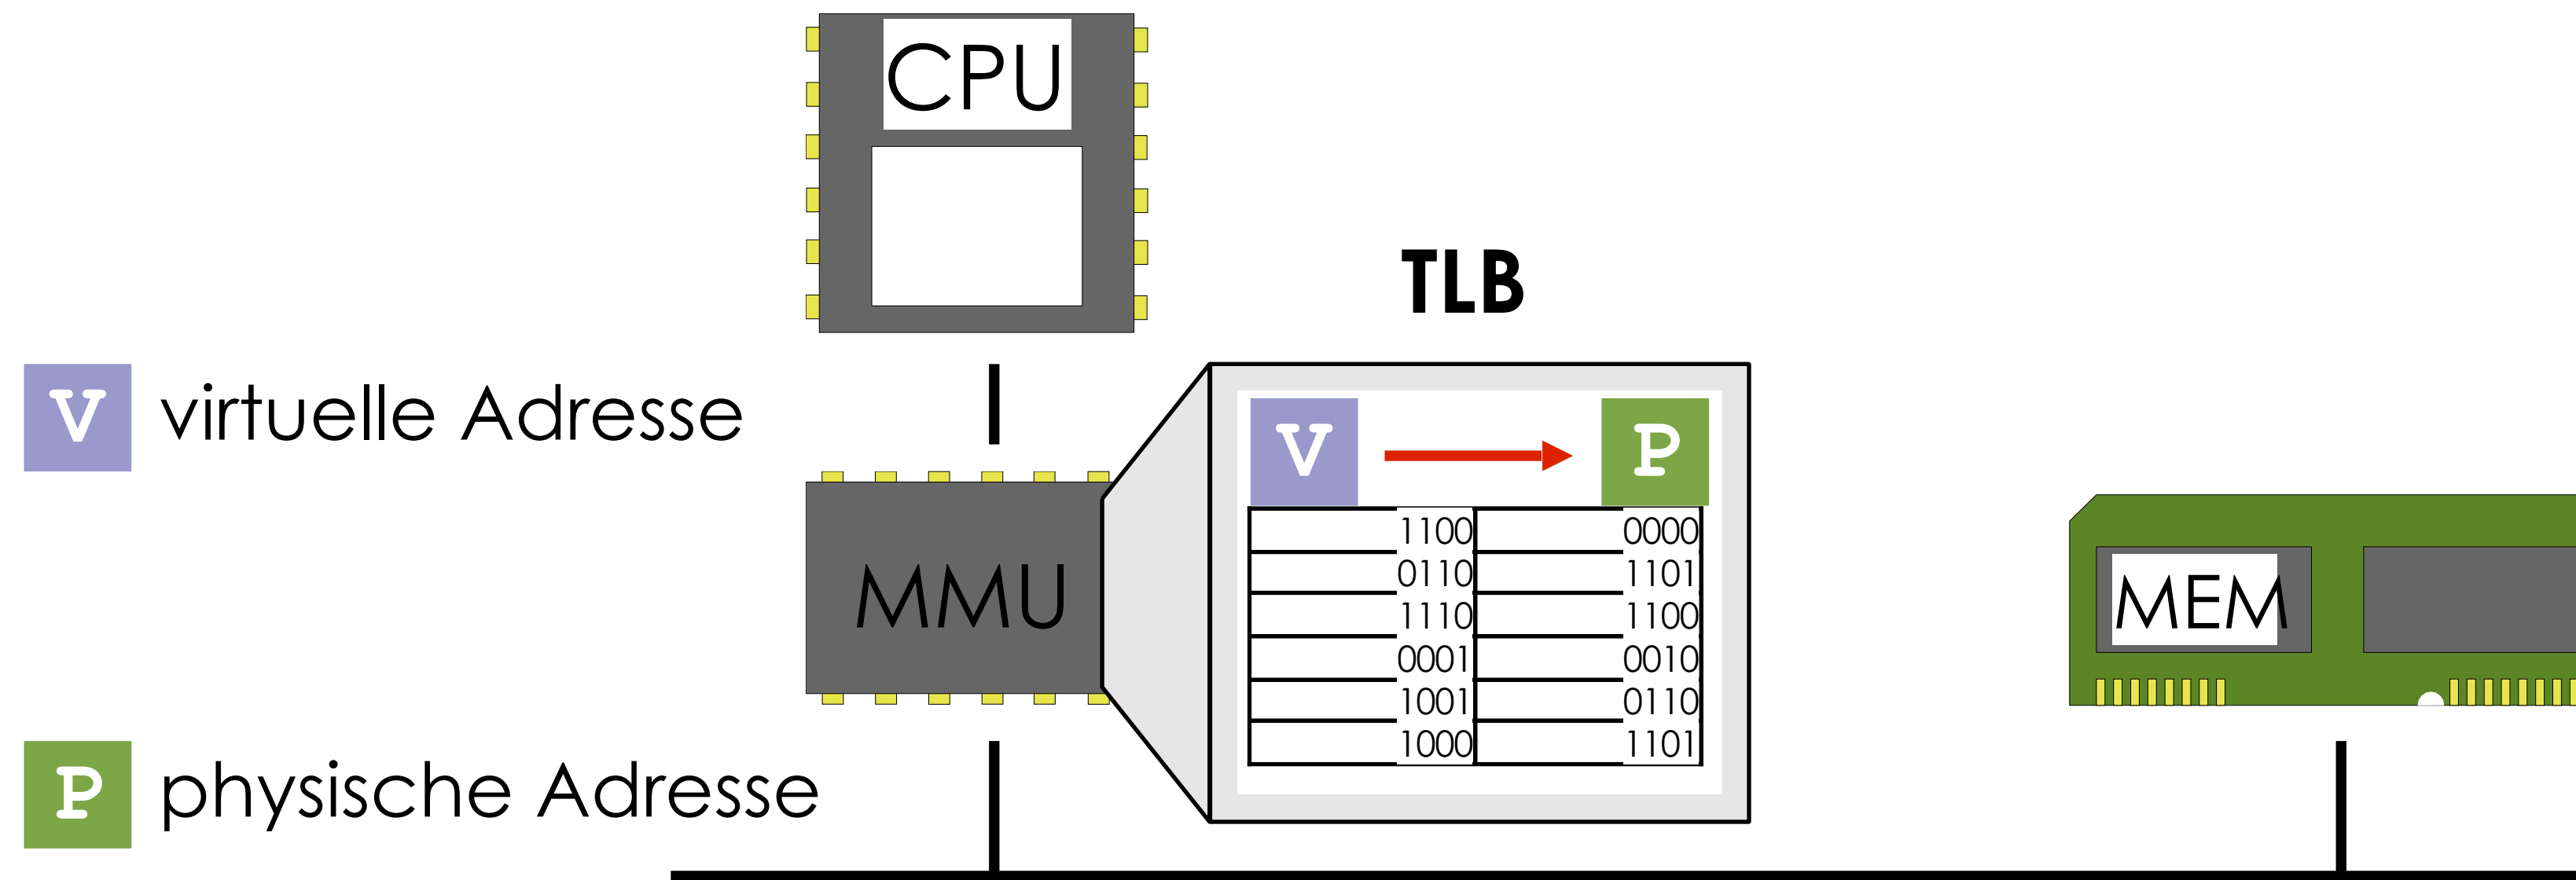 CPU
TLB
V virtuelle Adresse
V P
1100 0000
0110 1101
1110 1100
0001 0010
1001 0110
1000 1101
MMU
MEM
P physische Adresse